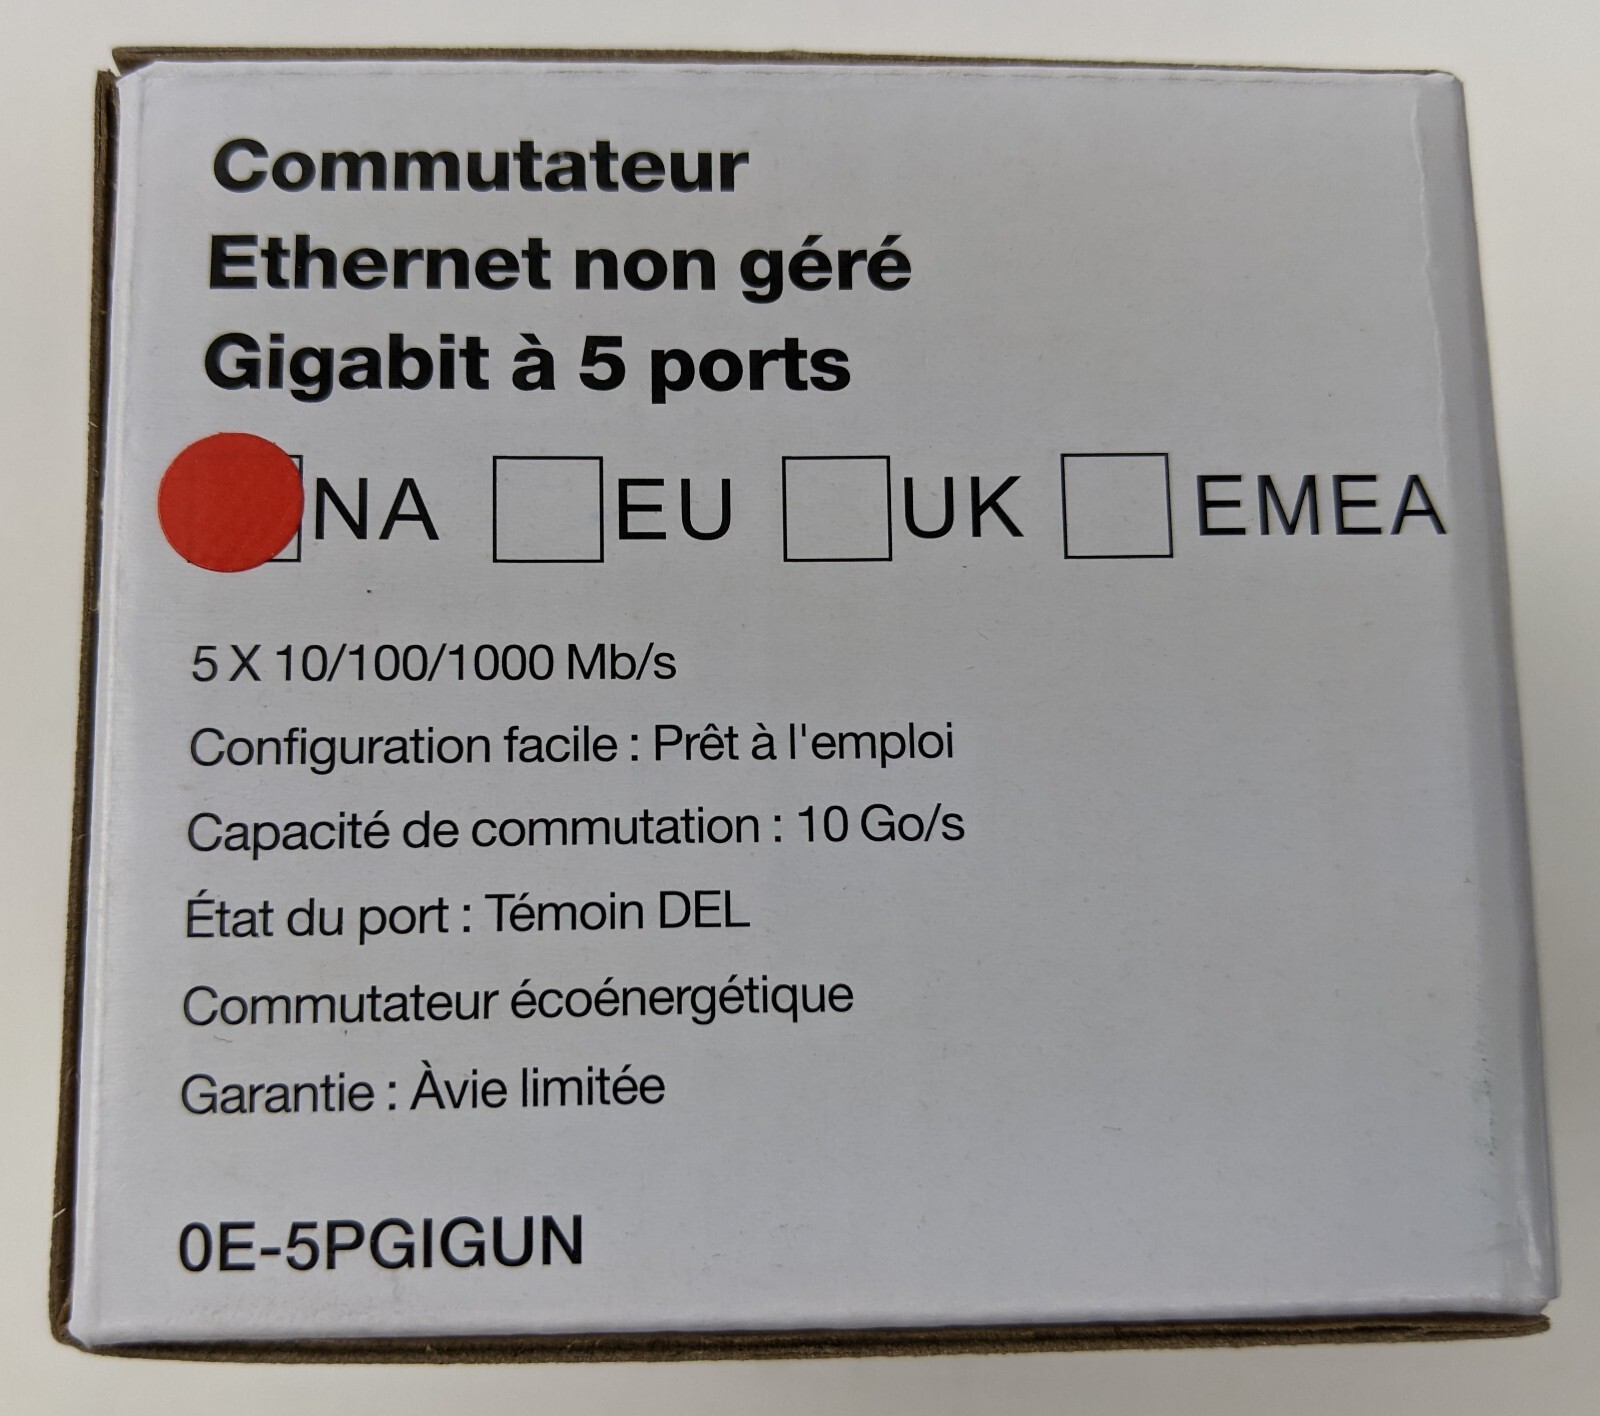 Commutateur
Ethernet non géré
Gigabit à 5 ports
NA EU UK EMEA
5 X 10/100/1000 Mb/s
Configuration facile : Prêt à l'emploi
Capacité de commutation : 10 Go/s
État du port : Témoin DEL
Commutateur écoénergétique
Garantie : Àvie limitée
0E-5PGIGUN